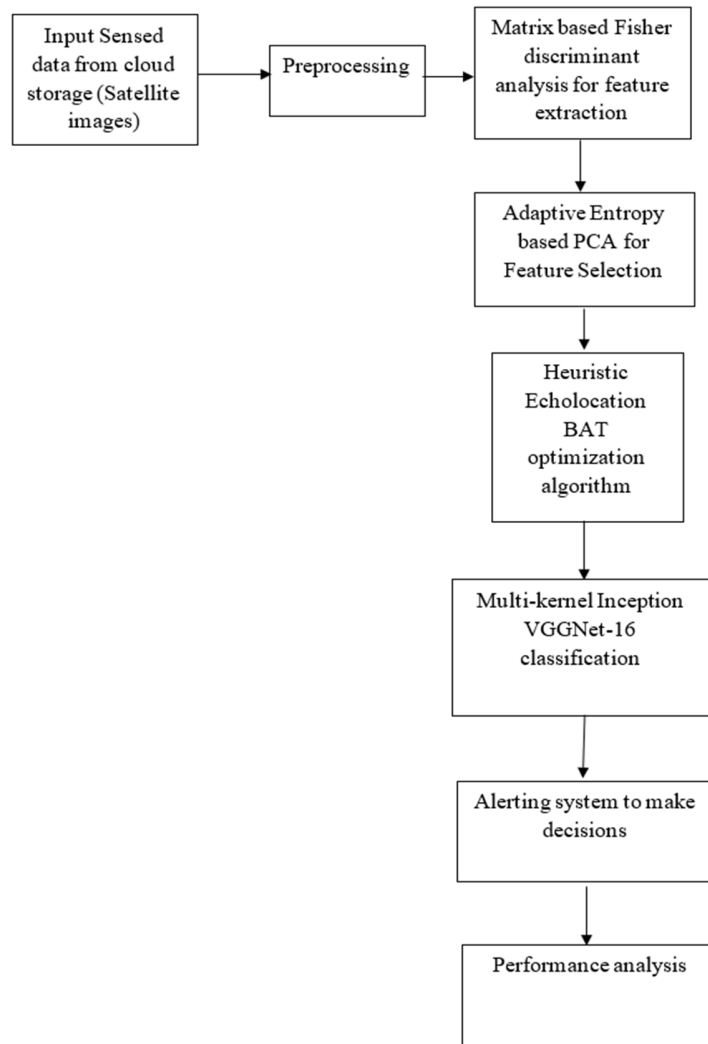 Input Sensed
data from cloud
storage (Satellite
images)
Preprocessing
Matrix based Fisher
discriminant
analysis for feature
extraction
Adaptive Entropy
based PCA for
Feature Selection
Heuristic
Echolocation
BAT
optimization
algorithm
Multi-kernel Inception
VGGNet-16
classification
Alerting system to make
decisions
Performance analysis